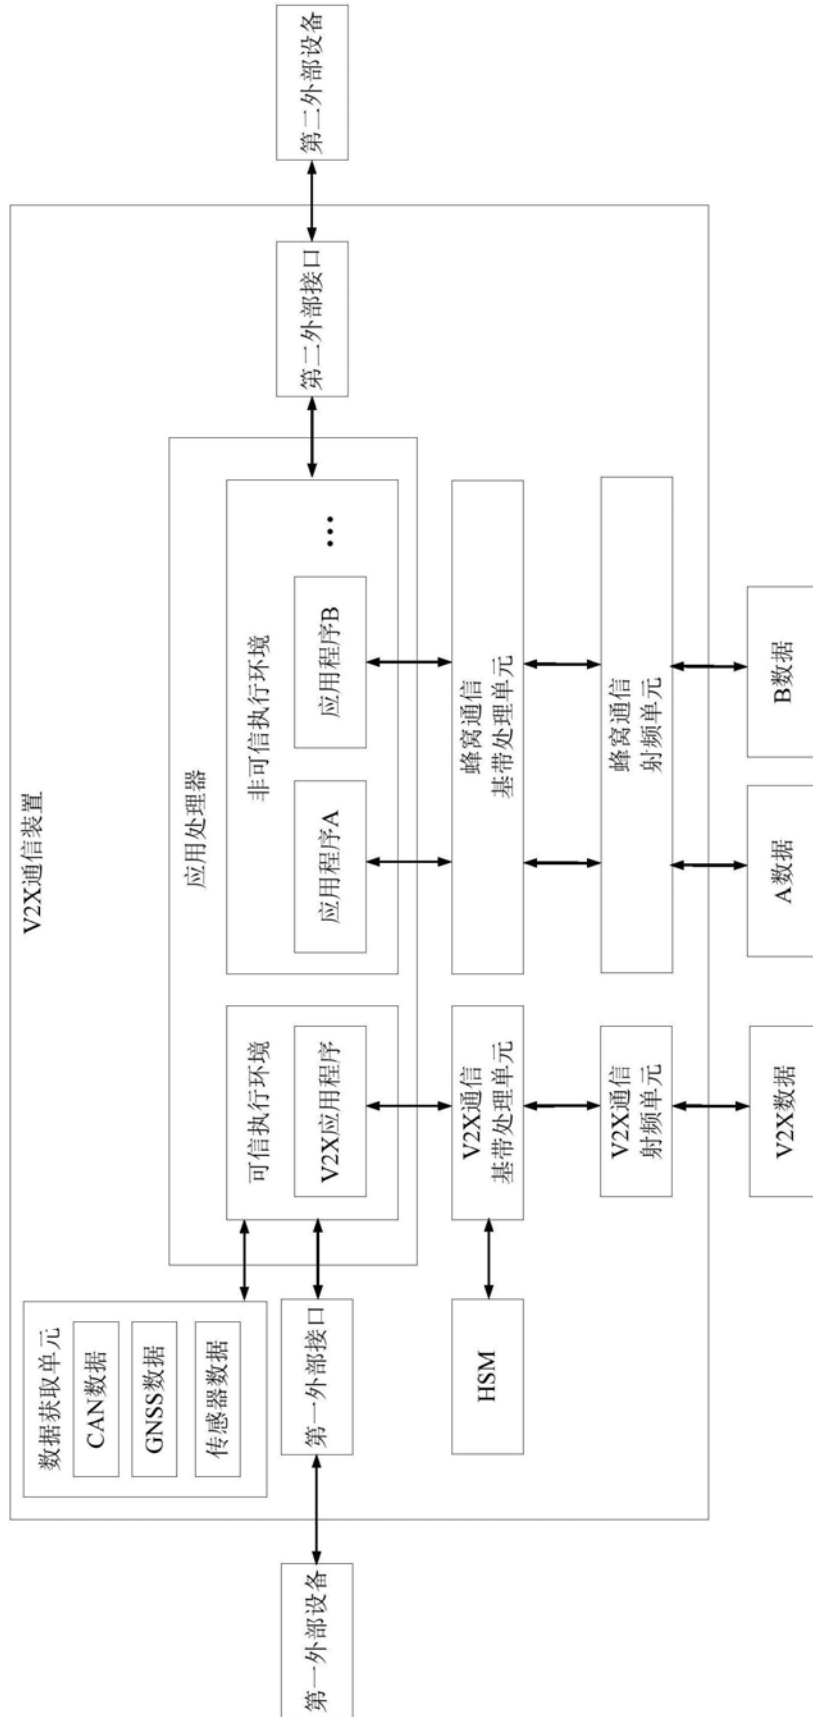 V2X通信装置
数据获取单元
CAN数据
GNSS数据
传感器数据
应用处理器
可信执行环境
V2X应用程序
非可信执行环境
应用程序A
应用程序B
...
第一外部设备
第一外部接口
第二外部接口
第二外部设备
HSM
V2X通信
基带处理单元
蜂窝通信
基带处理单元
V2X通信
射频单元
蜂窝通信
射频单元
V2X数据
A数据
B数据